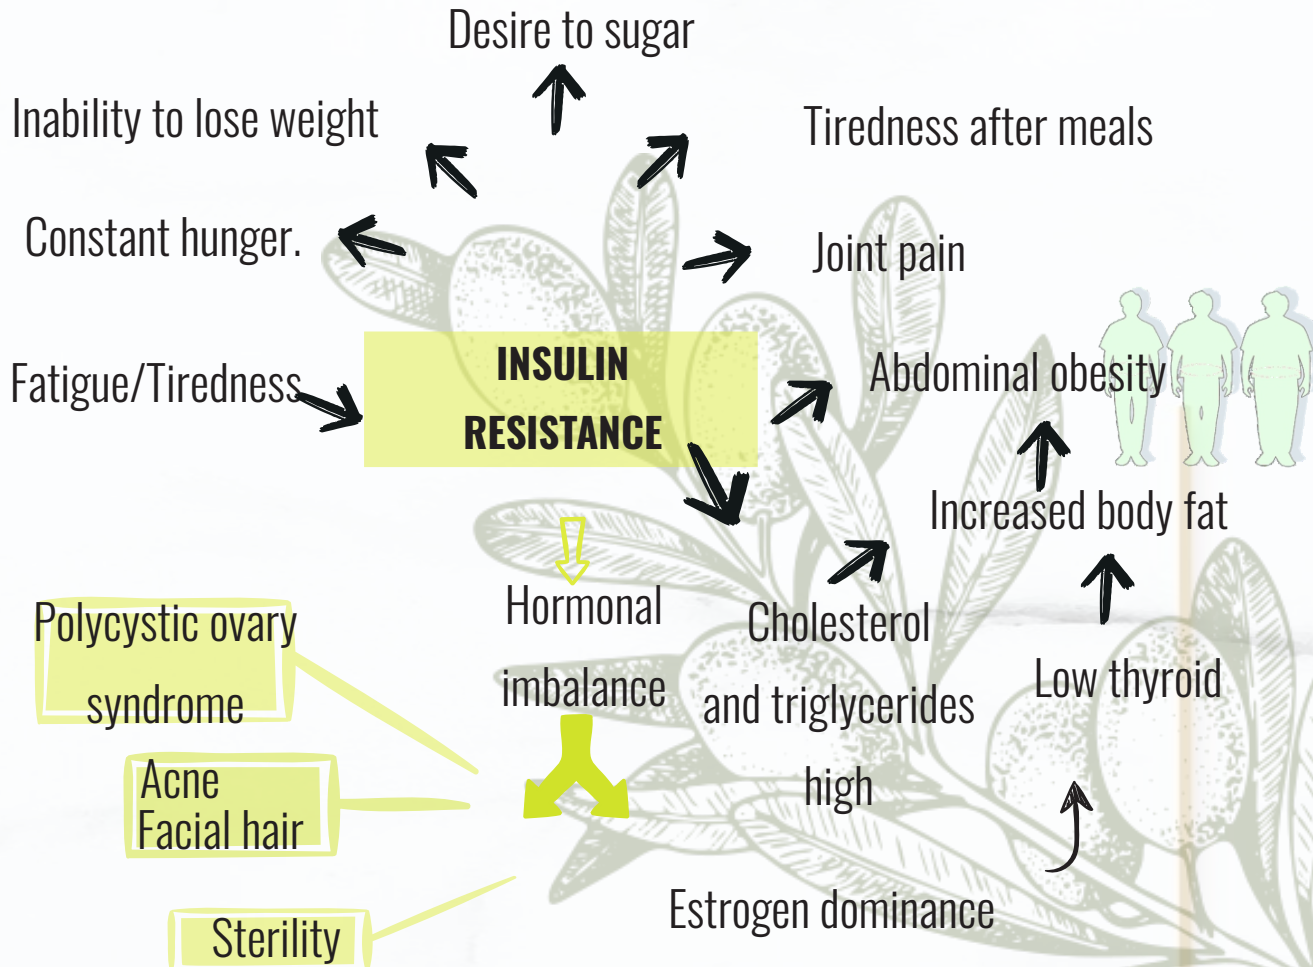 Desire to sugar
Inability to lose weight
Tiredness after meals
Constant hunger.
Joint pain
INSULIN
RESISTANCE
Fatigue/Tiredness
Abdominal obesity
Increased body fat
Hormonal
imbalance
Cholesterol
and triglycerides
high
Low thyroid
Polycystic ovary
syndrome
Acne
Facial hair
Estrogen dominance
Sterility